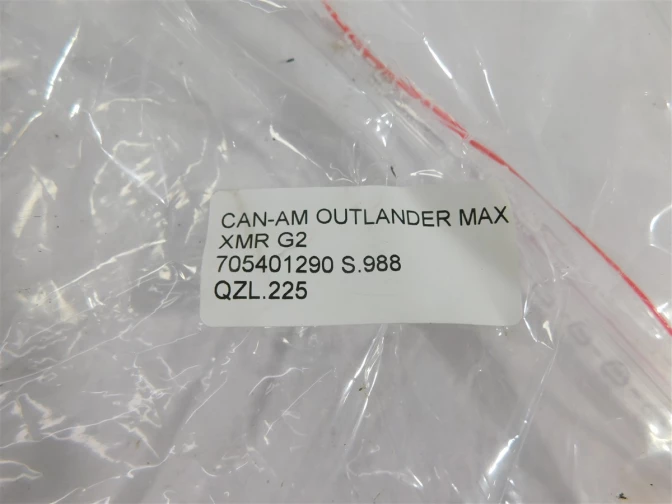 CAN-AM OUTLANDER MAX
XMR G2
705401290 S.988
QZL.225